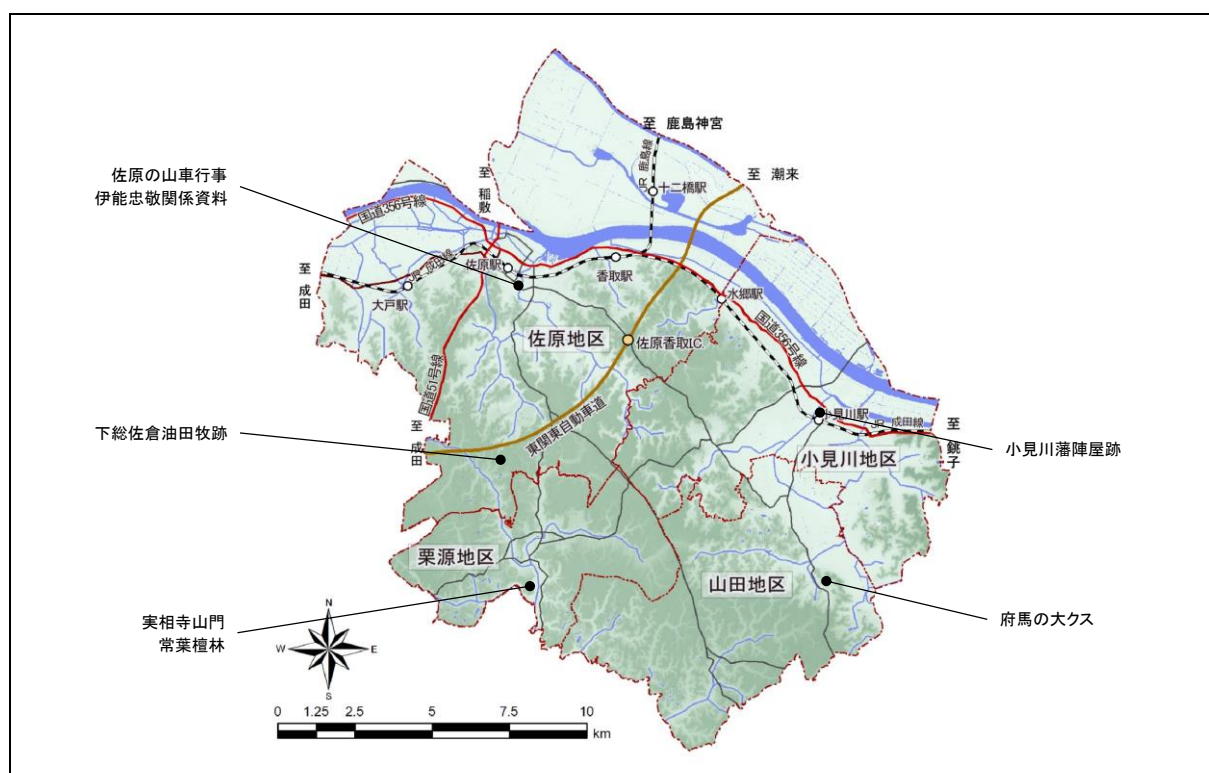 至 鹿島神宮
JR 鹿島線
至 潮来
十二橋駅
佐原の山車行事
伊能忠敬関係資料
至 稲敷
国道356号線
JR 成田線
佐原駅
香取駅
至 成田
大戸駅
水郷駅
国道356号線
佐原地区
佐原香取IC.
国道51号線
小見川駅
JR 成田線
至 銚子
下総佐倉油田牧跡
至 成田
東関東自動車道
小見川地区
小見川藩陣屋跡
栗源地区
山田地区
実相寺山門
常葉檀林
府馬の大クス
N
W
E
S
0 1.25 2.5 5 7.5 10
km